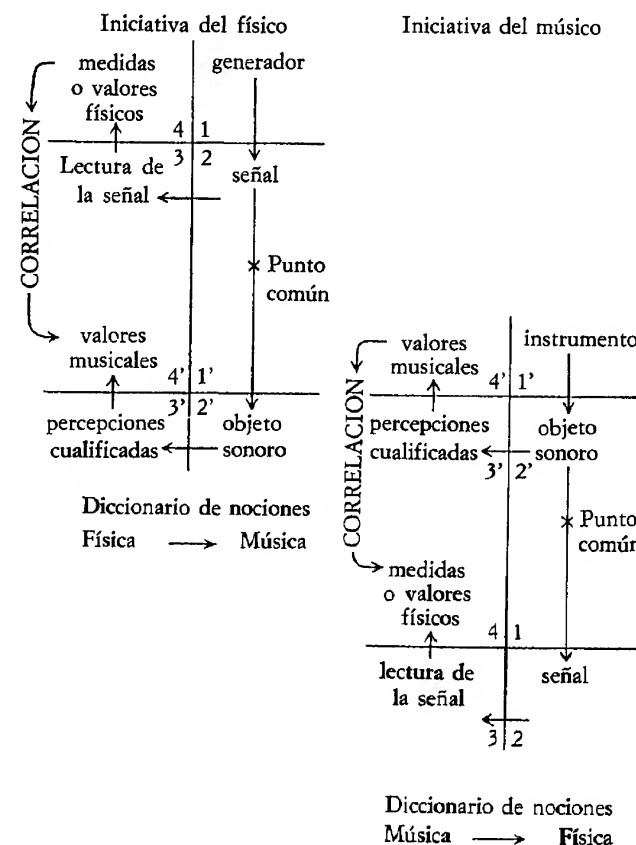 Iniciativa del físico
medidas
o valores
físicos
generador
4 1
3 2
Lectura de
la señal
señal
CORRELACION
Punto
común
valores
musicales
4' 1'
3' 2'
percepciones
cualificadas
objeto
sonoro
Diccionario de nociones
Física → Música
Iniciativa del músico
valores
musicales
instrumento
4' 1'
percepciones
cualificadas
objeto
sonoro
3' 2'
CORRELACION
Punto
común
medidas
o valores
físicos
4 1
lectura de
la señal
señal
3 2
Diccionario de nociones
Música → Física